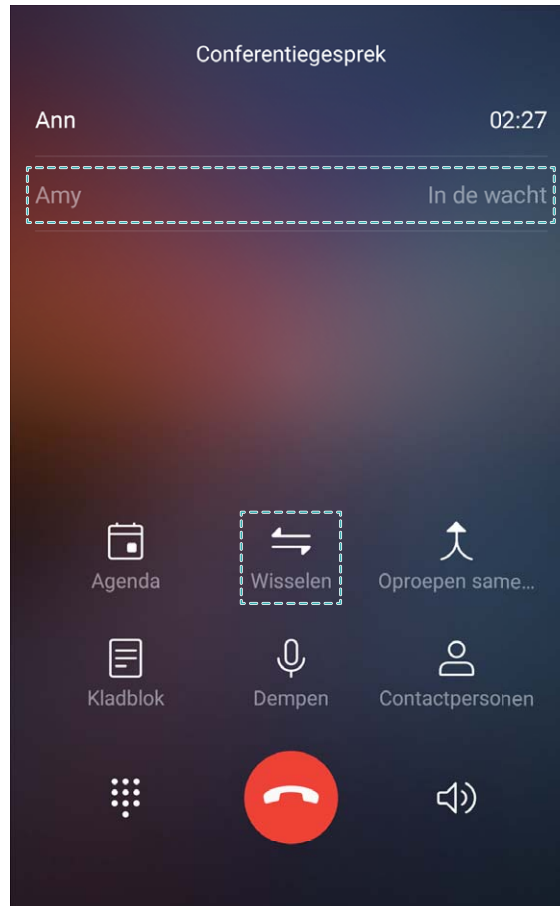 Conferentiegesprek
Ann 02:27
Amy In de wacht
Agenda Wisselen Oproepen same...
Kladblok Dempen Contactpersonen